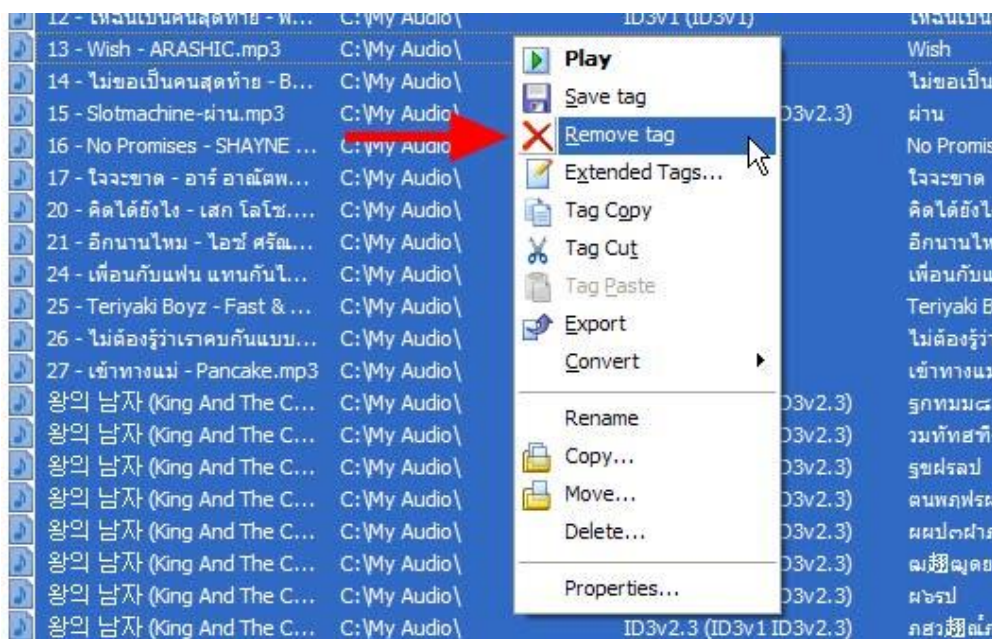 12 - ให้ฉันเป็นคนสุดท้าย - W... C:\My Audio\ ID3v1 (ID3v1) ให้ฉันเป็น
13 - Wish - ARASHIC.mp3 C:\My Audio\ Play Wish
14 - ไม่ขอเป็นคนสุดท้าย - B... C:\My Audio\ Save tag ไม่ขอเป็น
15 - Slotmachine-ผ่าน.mp3 C:\My Audio\ D3v2.3) ผ่าน
16 - No Promises - SHAYNE ... C:\My Audio\ Remove tag No Promis
17 - ใจจะขาด - อาร์ อาณัตพ... C:\My Audio\ Extended Tags... ใจจะขาด
20 - คิดได้ยังไง - เสก โลโซ.... C:\My Audio\ Tag Copy คิดได้ยังไ
21 - อีกนานไหม - ไอซ์ ศรัณ... C:\My Audio\ Tag Cut อีกนานไห
24 - เพื่อนกับแฟน แทนกันไ... C:\My Audio\ Tag Paste เพื่อนกับแ
25 - Teriyaki Boyz - Fast & ... C:\My Audio\ Export Teriyaki B
26 - ไม่ต้องรู้ว่าเราคบกันแบบ... C:\My Audio\ ไม่ต้องรู้ว่
27 - เข้าทางแม่ - Pancake.mp3 C:\My Audio\ Convert เข้าทางแม่
왕의 남자 (King And The C... C:\My Audio\ Rename D3v2.3)
왕의 남자 (King And The C... C:\My Audio\ D3v2.3)
왕의 남자 (King And The C... C:\My Audio\ Copy... D3v2.3)
왕의 남자 (King And The C... C:\My Audio\ Move... D3v2.3)
왕의 남자 (King And The C... C:\My Audio\ Delete... D3v2.3)
왕의 남자 (King And The C... C:\My Audio\ D3v2.3)
왕의 남자 (King And The C... C:\My Audio\ Properties... D3v2.3)
왕의 남자 (King And The C... C:\My Audio\ ID3v2.3 (ID3v1 ID3v2.3)